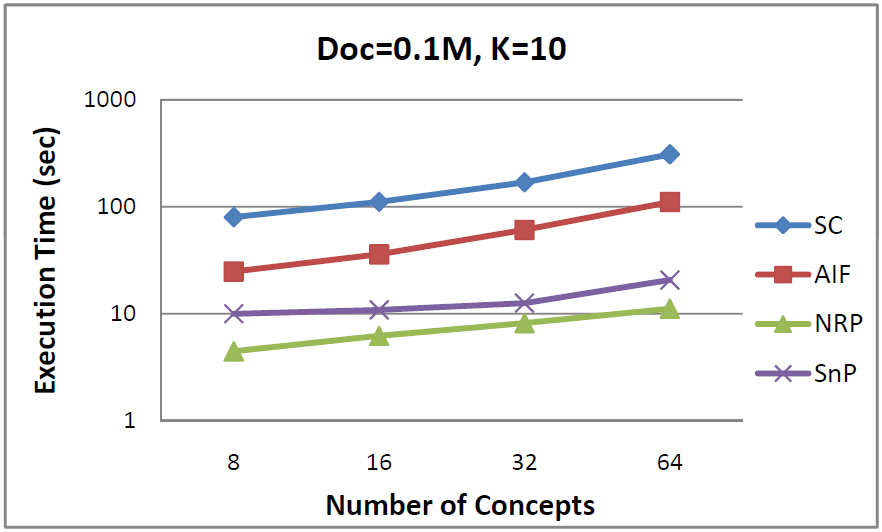 Doc=0.1M, K=10
1000
100
10
1
Execution Time (sec)
8 16 32 64
Number of Concepts
SC
AIF
NRP
SnP